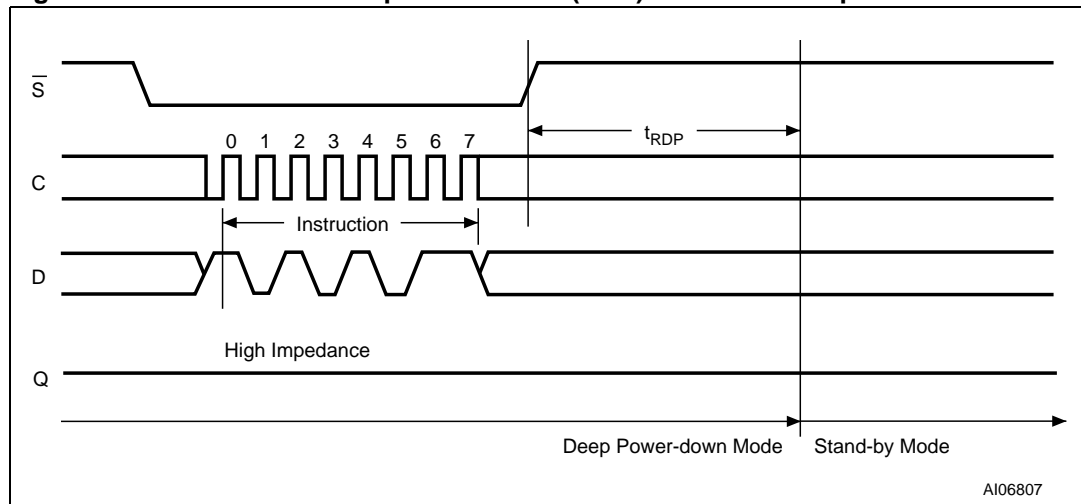 S
tRDP
0 1 2 3 4 5 6 7
C
Instruction
D
High Impedance
Q
Deep Power-down Mode Stand-by Mode
AI06807